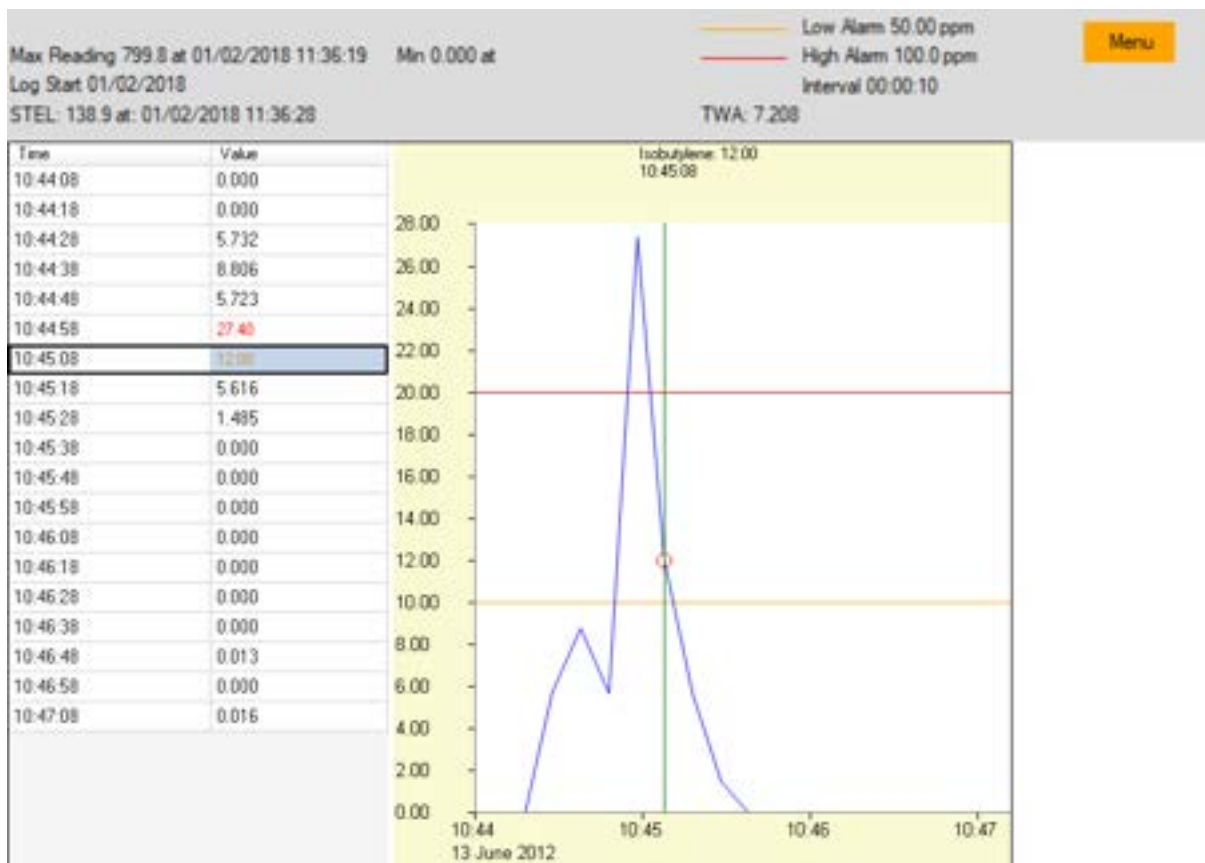 Low Alarm 50.00 ppm
Max Reading 799.8 at 01/02/2018 11:36:19 Min 0.000 at
High Alarm 100.0 ppm
Menu
Log Start 01/02/2018
Interval 00:00:10
STEL: 138.9 at: 01/02/2018 11:36:28
TWA: 7.208
Time Value
10:44:08 0.000
10:44:18 0.000
10:44:28 5.732
10:44:38 8.806
10:44:48 5.723
10:44:58 27.40
10:45:08 12.00
10:45:18 5.616
10:45:28 1.485
10:45:38 0.000
10:45:48 0.000
10:45:58 0.000
10:46:08 0.000
10:46:18 0.000
10:46:28 0.000
10:46:38 0.000
10:46:48 0.013
10:46:58 0.000
10:47:08 0.016
Isobutylene: 12.00
10:45:08
28.00
26.00
24.00
22.00
20.00
18.00
16.00
14.00
12.00
10.00
8.00
6.00
4.00
2.00
0.00
10:44 10:45 10:46 10:47
13 June 2012